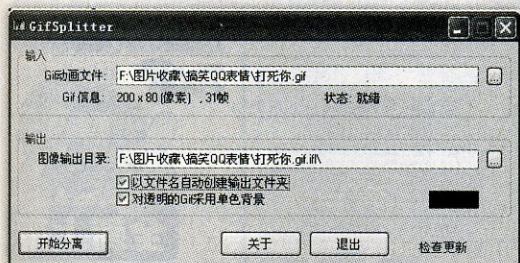 GifSplitter
输入
Gif动画文件: F:\图片收藏\搞笑QQ表情\打死你.gif
Gif 信息: 200 x 80 (像素) , 31帧 状态: 就绪
输出
图像输出目录: F:\图片收藏\搞笑QQ表情\打死你.gif.ifl\
以文件名自动创建输出文件夹
对透明的Gif采用单色背景
开始分离 关于 退出 检查更新